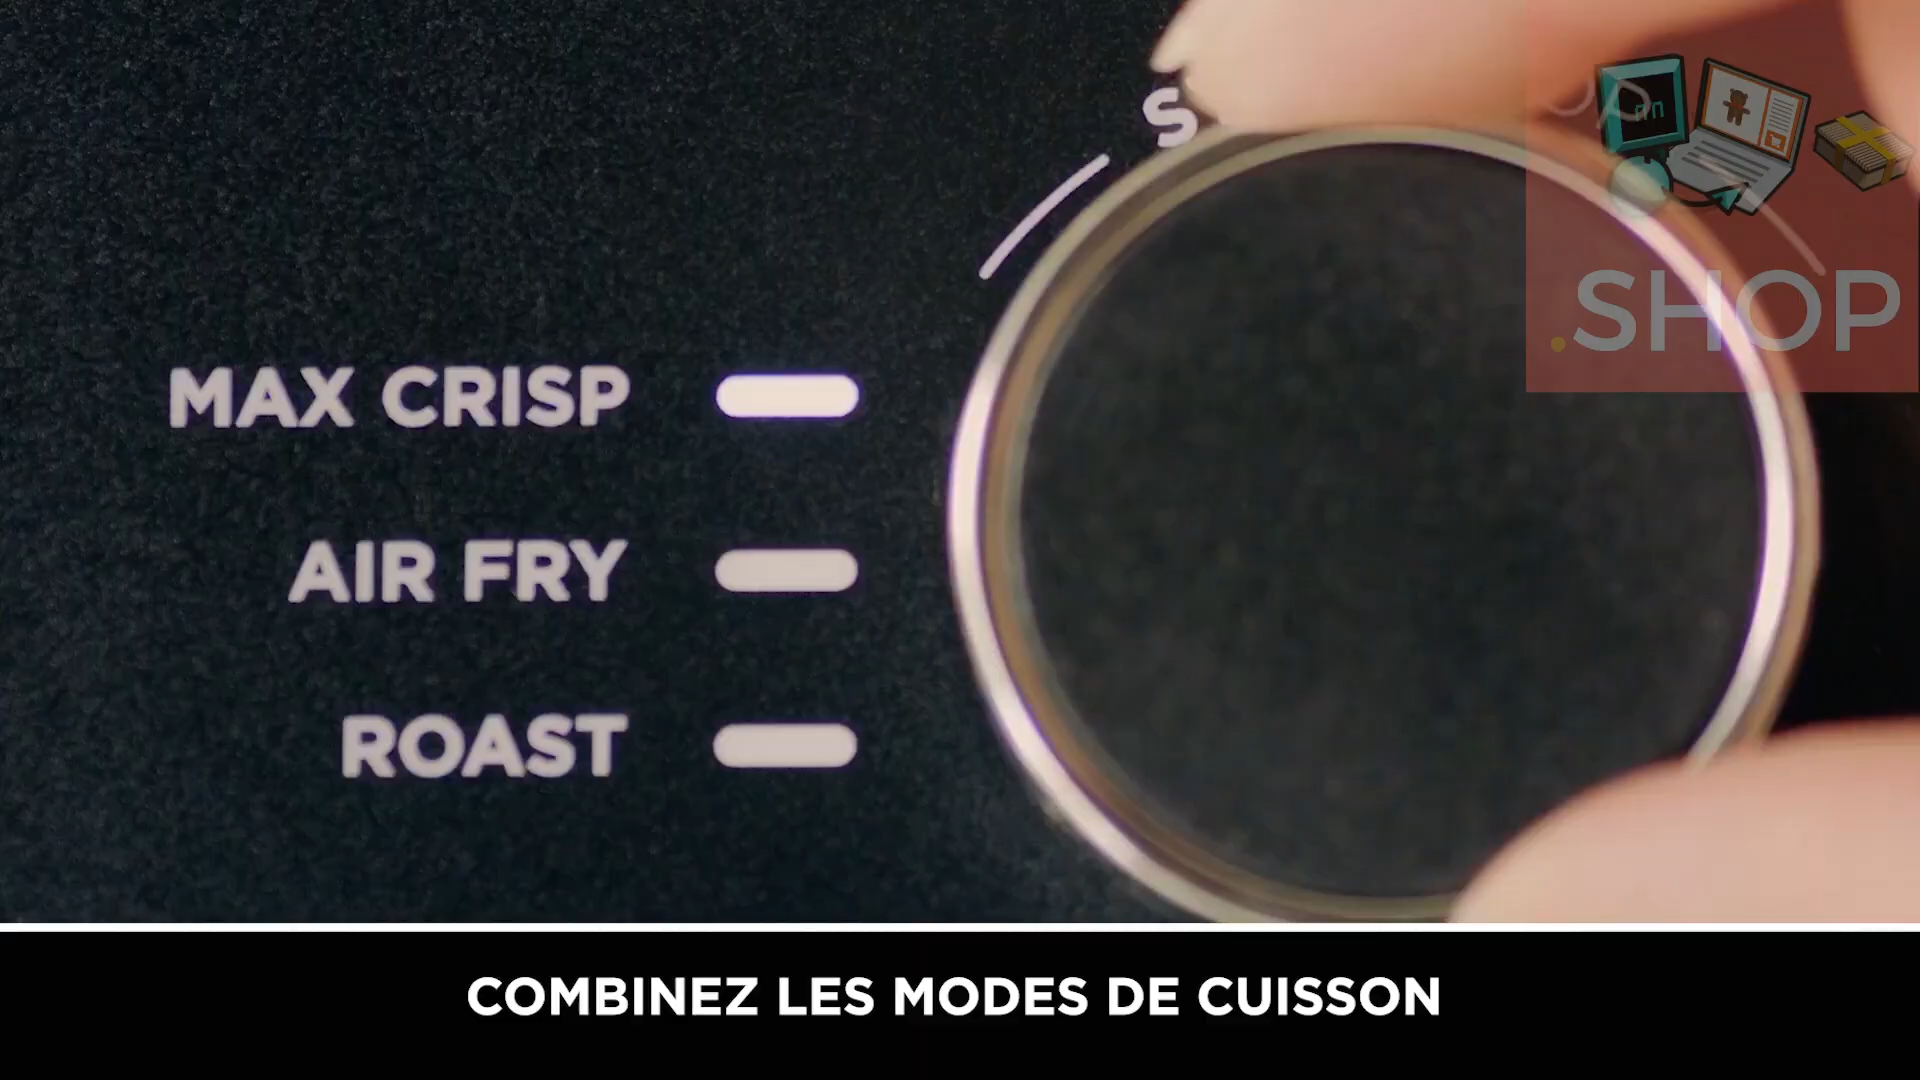 S
.SHOP
MAX CRISP
AIR FRY
ROAST
COMBINEZ LES MODES DE CUISSON